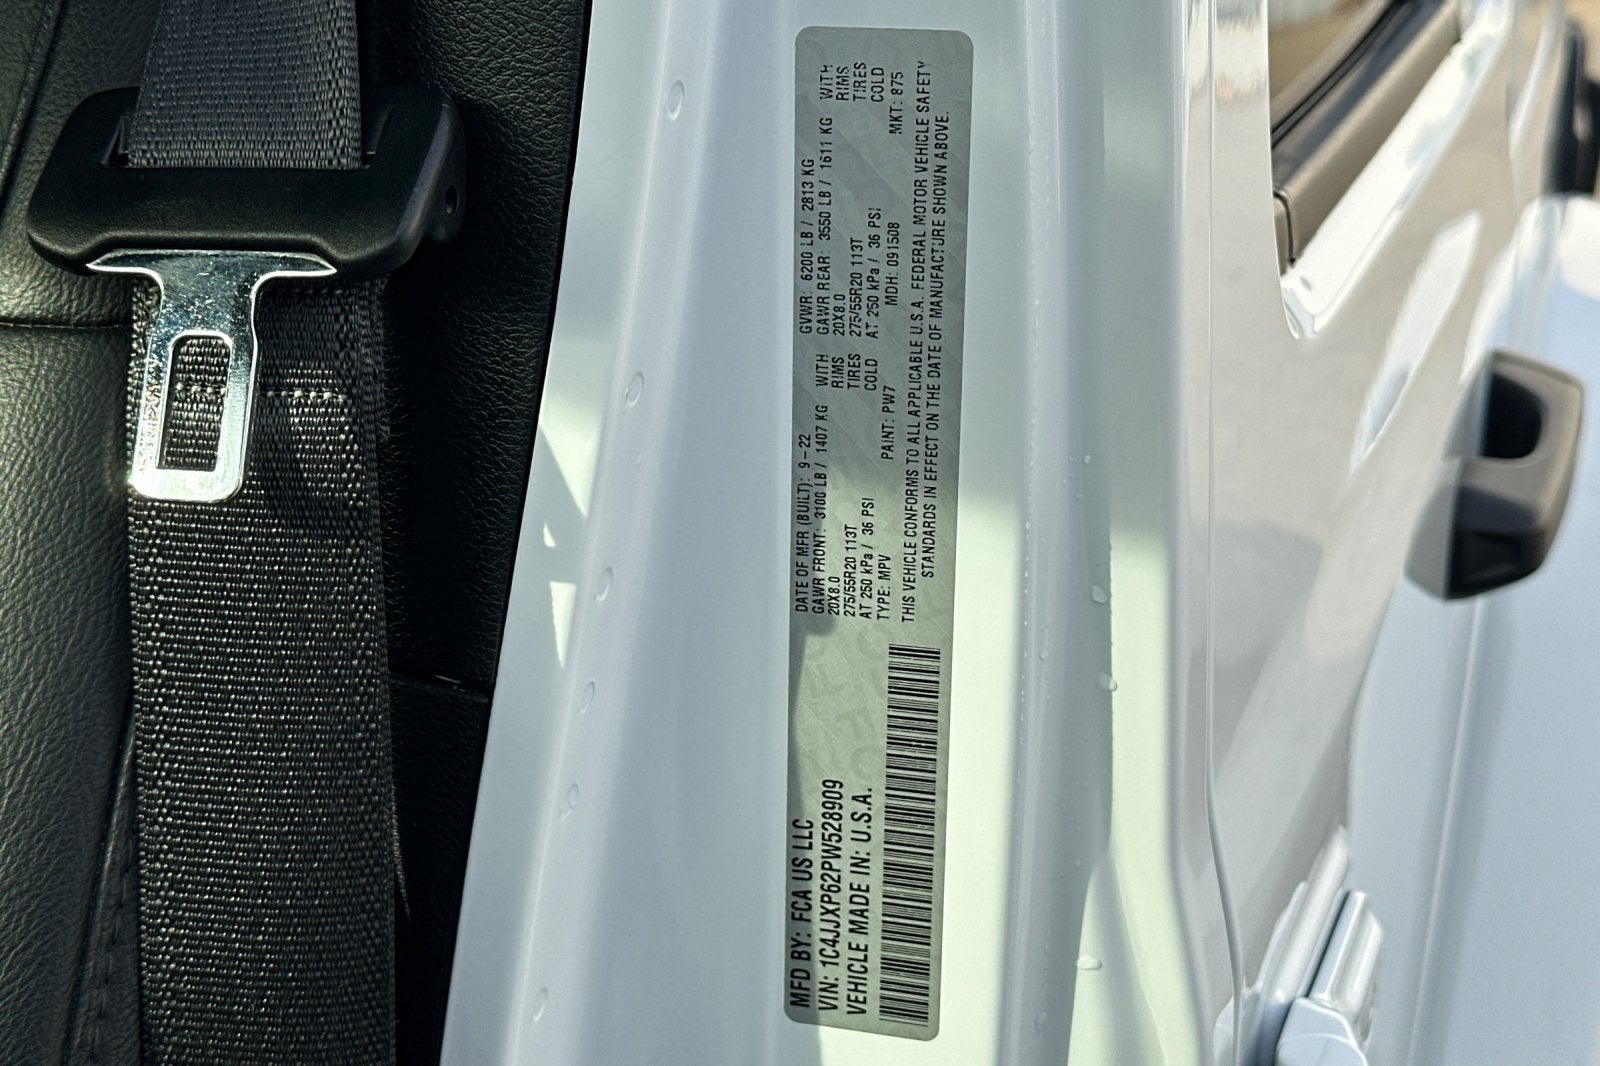 MFD BY: FCA US LLC
VIN: 1C4JJXP62PW528909
VEHICLE MADE IN: U.S.A.
DATE OF MFR (BUILT): 9-22 GVWR: 6200 LB / 2813 KG
GAWR FRONT: 3100 LB / 1407 KG WITH GAWR REAR: 3550 LB / 1611 KG WITH
20X8.0 RIMS 20X8.0 RIMS
275/55R20 113T TIRES 275/55R20 113T TIRES
AT 250 kPa / 36 PSI COLD AT 250 kPa / 36 PSI COLD
TYPE: MPV PAINT: PW7 MDH: 091508 MKT: 875
THIS VEHICLE CONFORMS TO ALL APPLICABLE U.S.A. FEDERAL MOTOR VEHICLE SAFETY
STANDARDS IN EFFECT ON THE DATE OF MANUFACTURE SHOWN ABOVE.